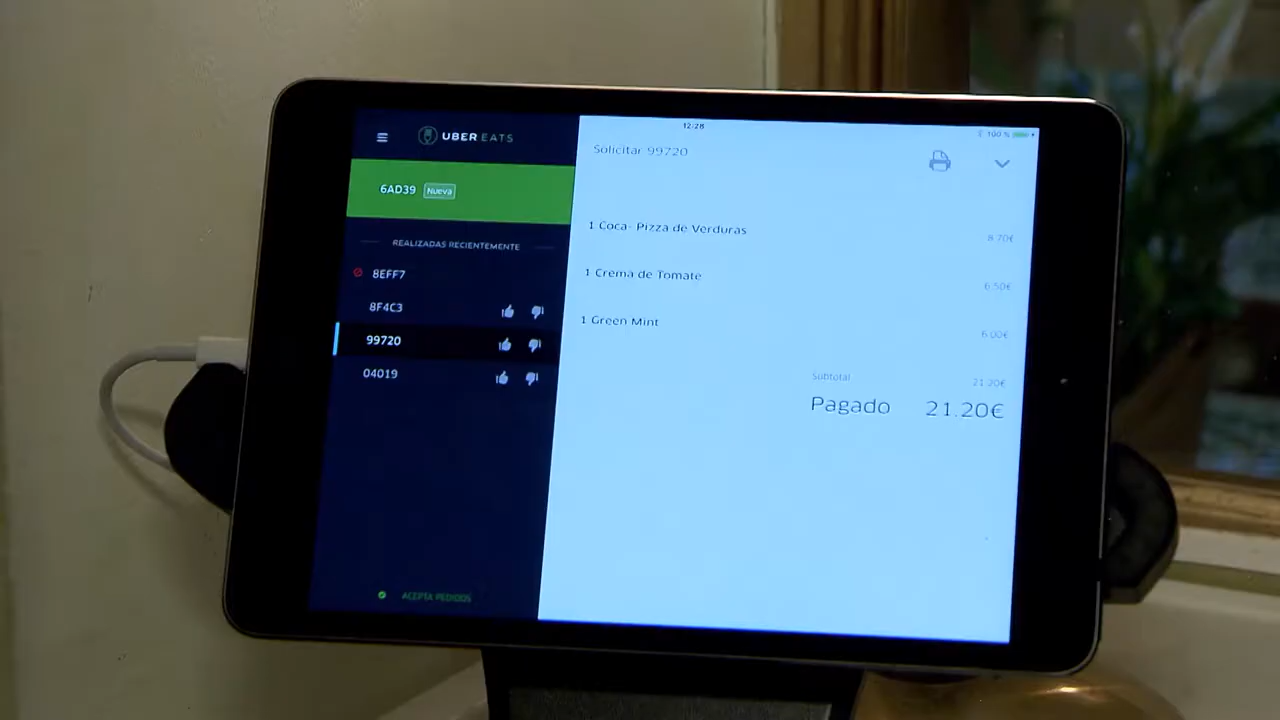 12:28
100 %
UBER EATS
6AD39 Nueva
REALIZADAS RECIENTEMENTE
8EFF7
8F4C3
99720
04019
ACEPTA PEDIDOS
Solicitar 99720
1 Coca- Pizza de Verduras 8.70€
1 Crema de Tomate 6.50€
1 Green Mint 6.00€
Subtotal 21.20€
Pagado 21.20€